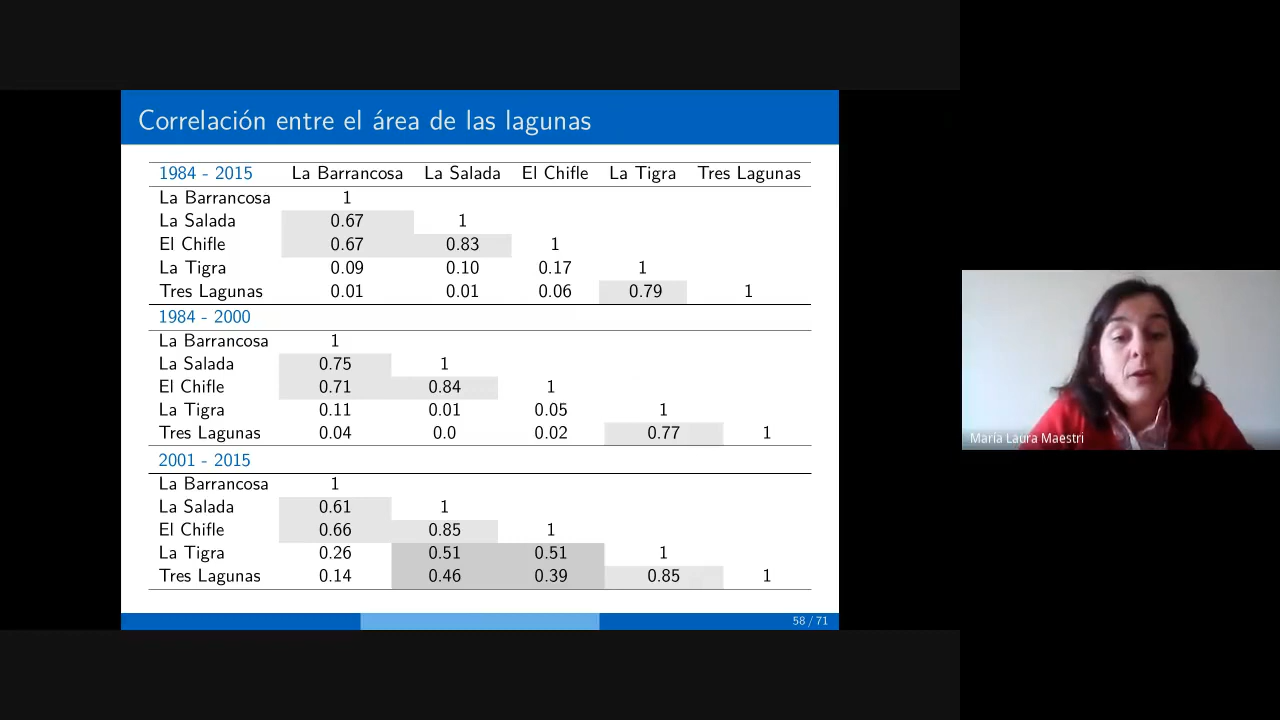 Correlación entre el área de las lagunas
1984 - 2015 La Barrancosa La Salada El Chifle La Tigra Tres Lagunas
La Barrancosa 1
La Salada 0.67 1
El Chifle 0.67 0.83 1
La Tigra 0.09 0.10 0.17 1
Tres Lagunas 0.01 0.01 0.06 0.79 1
1984 - 2000
La Barrancosa 1
La Salada 0.75 1
El Chifle 0.71 0.84 1
La Tigra 0.11 0.01 0.05 1
Tres Lagunas 0.04 0.0 0.02 0.77 1
2001 - 2015
La Barrancosa 1
La Salada 0.61 1
El Chifle 0.66 0.85 1
La Tigra 0.26 0.51 0.51 1
Tres Lagunas 0.14 0.46 0.39 0.85 1
58 / 71
María Laura Maestri